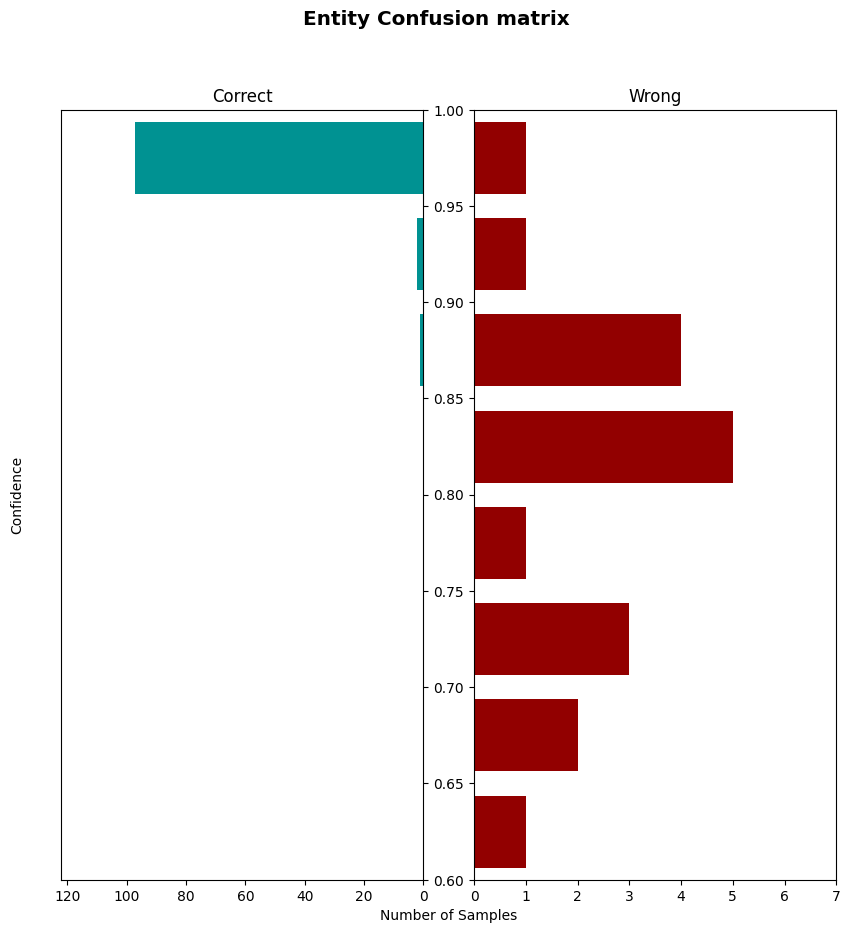 Entity Confusion matrix
Correct
Wrong
1.00
0.95
0.90
0.85
0.80
0.75
0.70
0.65
0.60
Confidence
120 100 80 60 40 20 0
0 1 2 3 4 5 6 7
Number of Samples